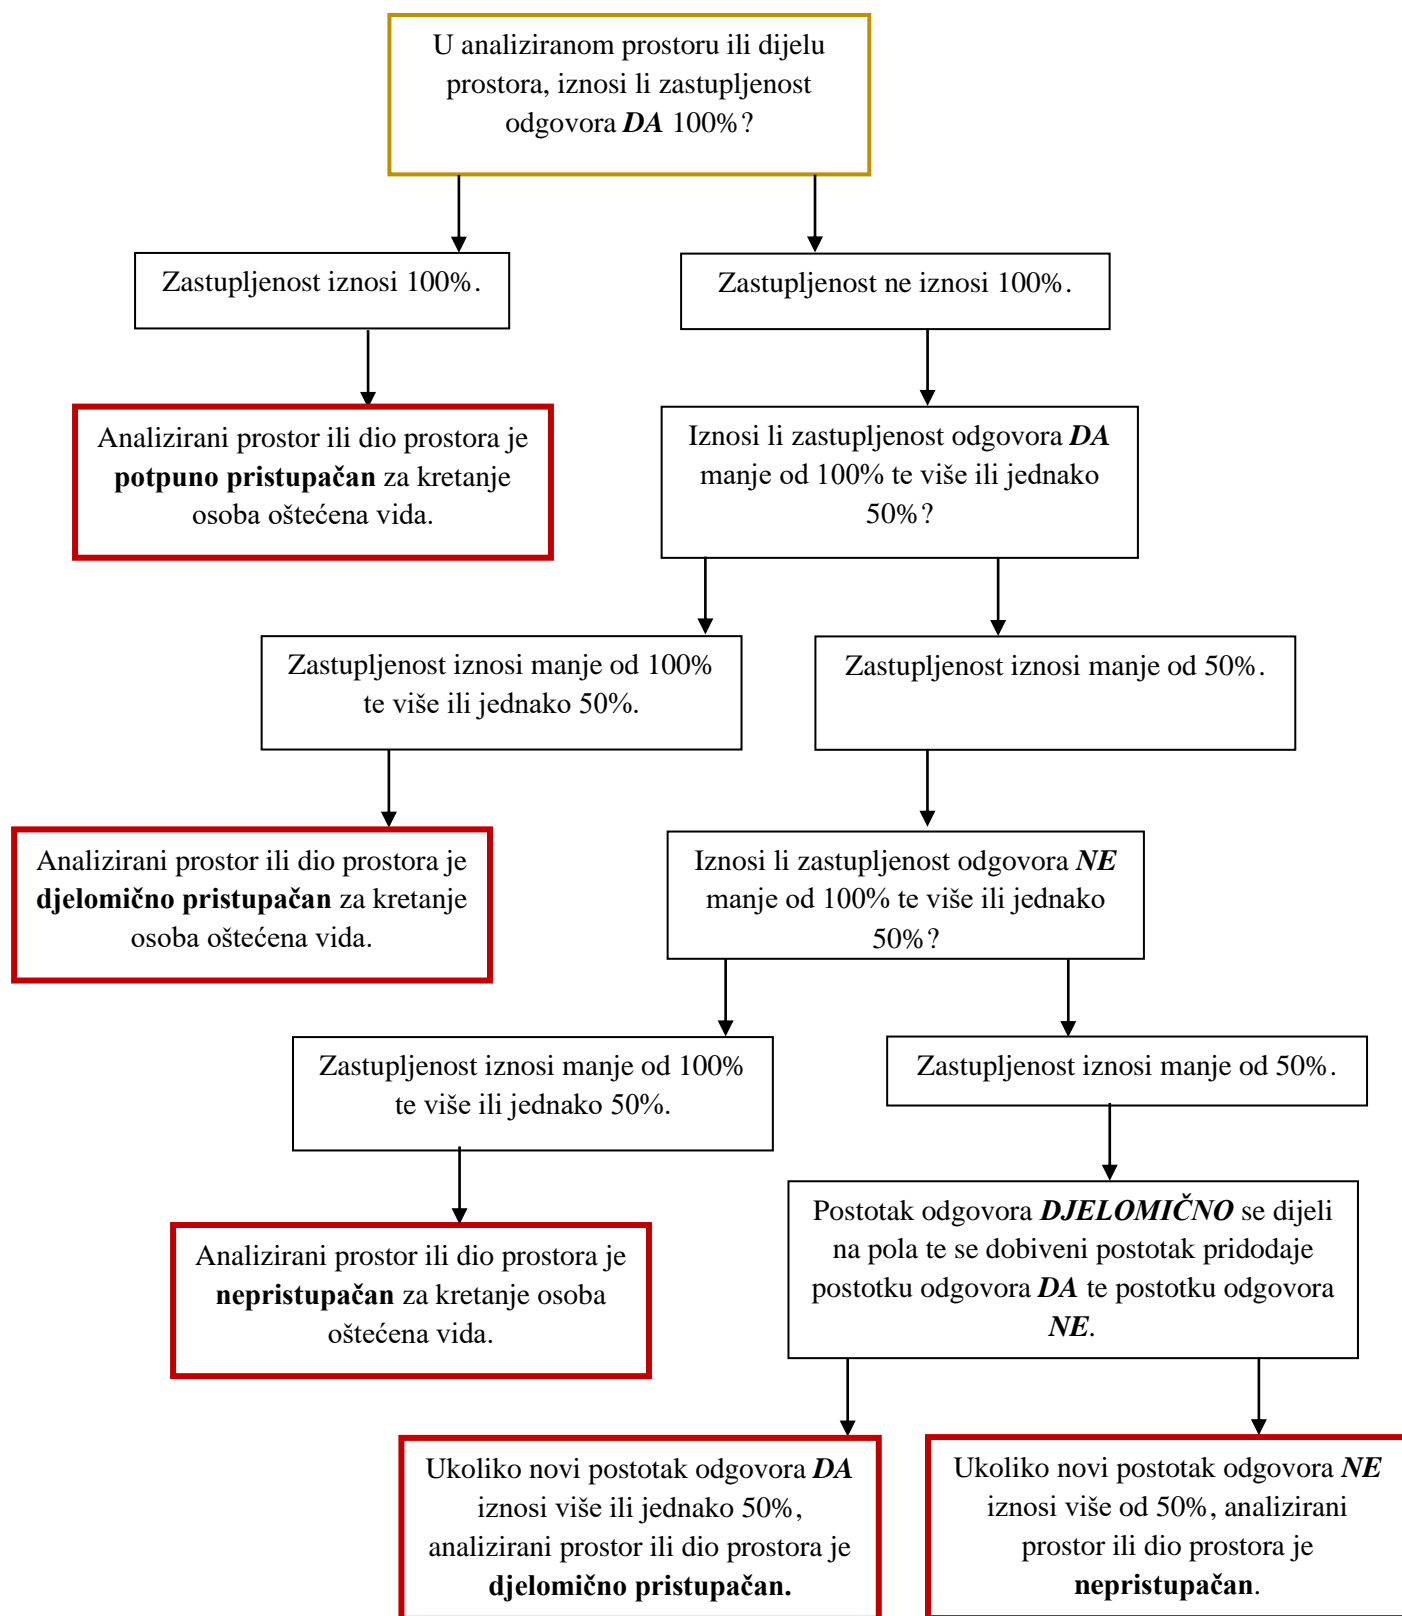 U analiziranom prostoru ili dijelu
prostora, iznosi li zastupljenost
odgovora DA 100%?
Zastupljenost iznosi 100%.
Zastupljenost ne iznosi 100%.
Analizirani prostor ili dio prostora je
potpuno pristupačan za kretanje
osoba oštećena vida.
Iznosi li zastupljenost odgovora DA
manje od 100% te više ili jednako
50%?
Zastupljenost iznosi manje od 100%
te više ili jednako 50%.
Zastupljenost iznosi manje od 50%.
Analizirani prostor ili dio prostora je
djelomično pristupačan za kretanje
osoba oštećena vida.
Iznosi li zastupljenost odgovora NE
manje od 100% te više ili jednako
50%?
Zastupljenost iznosi manje od 100%
te više ili jednako 50%.
Zastupljenost iznosi manje od 50%.
Analizirani prostor ili dio prostora je
nepristupačan za kretanje osoba
oštećena vida.
Postotak odgovora DJELOMIČNO se dijeli
na pola te se dobiveni postotak pridodaje
postotku odgovora DA te postotku odgovora
NE.
Ukoliko novi postotak odgovora DA
iznosi više ili jednako 50%,
analizirani prostor ili dio prostora je
djelomično pristupačan.
Ukoliko novi postotak odgovora NE
iznosi više od 50%, analizirani
prostor ili dio prostora je
nepristupačan.